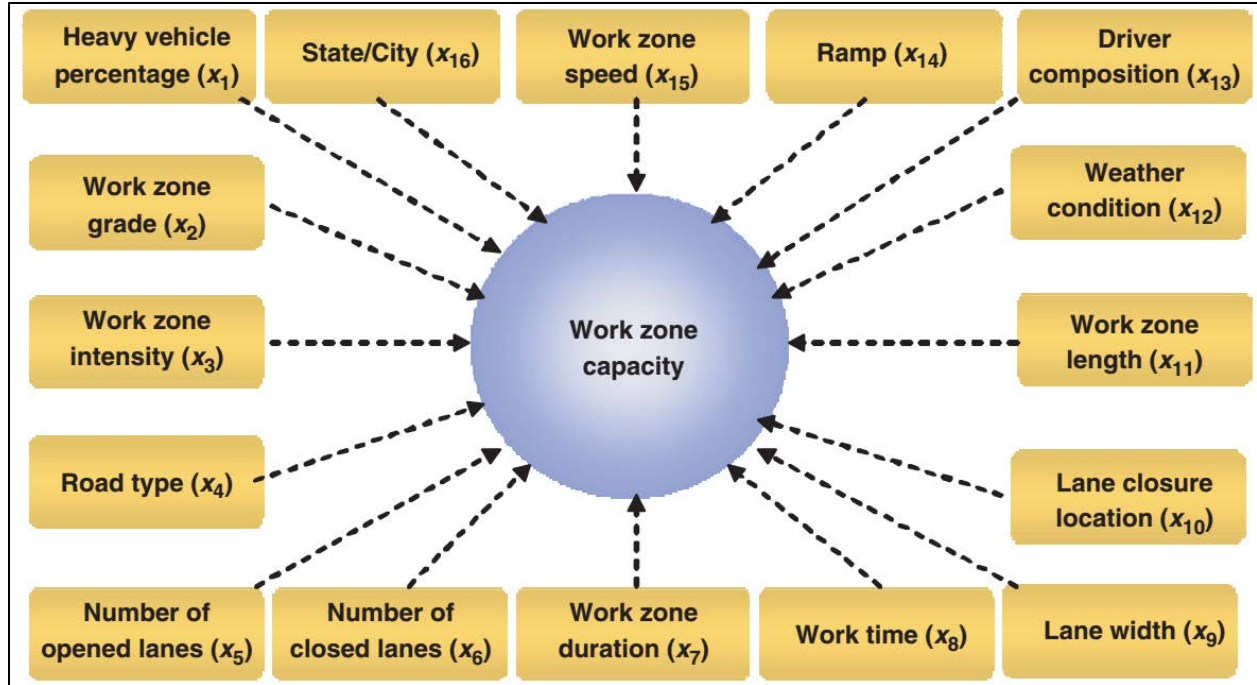 Heavy vehicle
percentage (x₁)
State/City (x₁₆)
Work zone
speed (x₁₅)
Ramp (x₁₄)
Driver
composition (x₁₃)
Work zone
grade (x₂)
Weather
condition (x₁₂)
Work zone
intensity (x₃)
Work zone
capacity
Work zone
length (x₁₁)
Road type (x₄)
Lane closure
location (x₁₀)
Number of
opened lanes (x₅)
Number of
closed lanes (x₆)
Work zone
duration (x₇)
Work time (x₈)
Lane width (x₉)